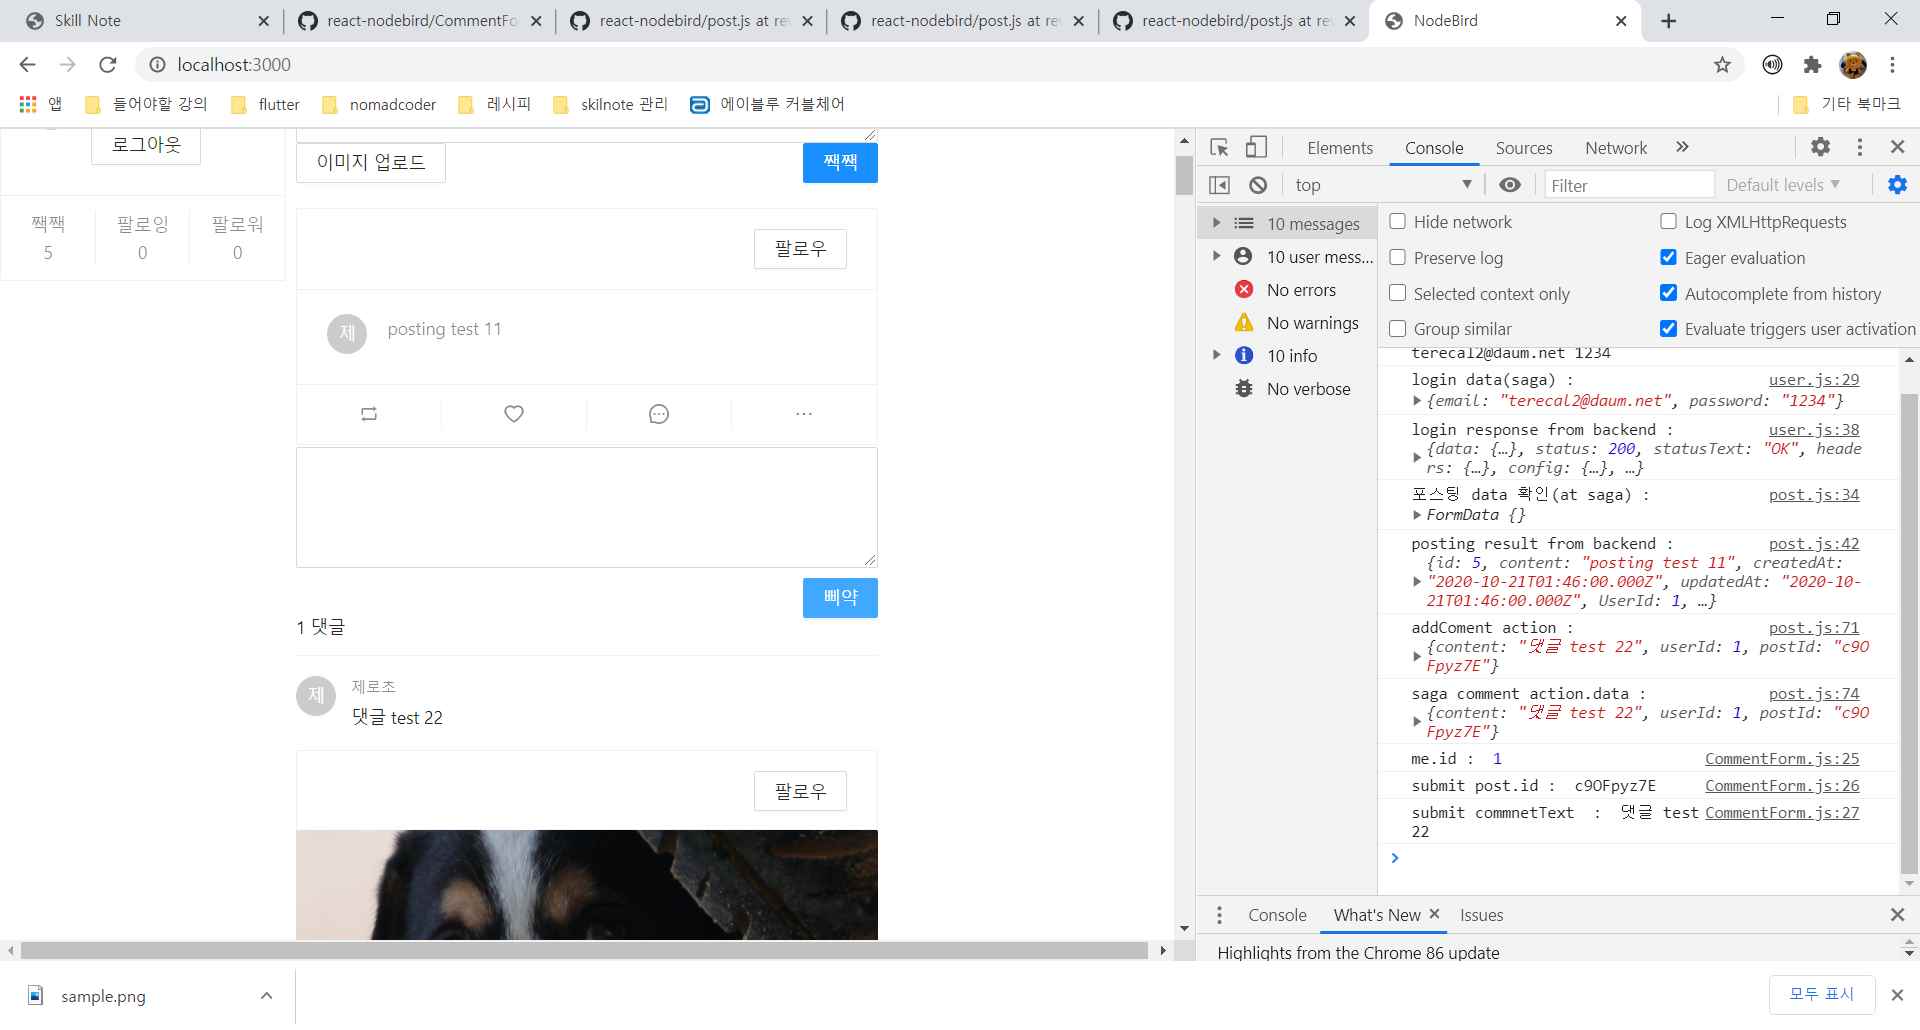 Skill Note
react-nodebird/CommentFo
react-nodebird/post.js at rev
react-nodebird/post.js at rev
react-nodebird/post.js at rev
NodeBird
localhost:3000
앱
들어야할 강의
flutter
nomadcoder
레시피
skilnote 관리
에이블루 커블체어
기타 북마크
로그아웃
이미지 업로드
짹짹
짹짹
5
팔로잉
0
팔로워
0
팔로우
제
posting test 11
삐약
1 댓글
제
제로초
댓글 test 22
팔로우
Elements
Console
Sources
Network
top
Filter
Default levels
10 messages
10 user mess...
No errors
No warnings
10 info
No verbose
Hide network
Log XMLHttpRequests
Preserve log
Eager evaluation
Selected context only
Autocomplete from history
Group similar
Evaluate triggers user activation
terecal2@daum.net 1234
login data(saga) : user.js:29
{email: "terecal2@daum.net", password: "1234"}
login response from backend : user.js:38
{data: {…}, status: 200, statusText: "OK", heade
rs: {…}, config: {…}, …}
포스팅 data 확인(at saga) : post.js:34
FormData {}
posting result from backend : post.js:42
{id: 5, content: "posting test 11", createdAt:
"2020-10-21T01:46:00.000Z", updatedAt: "2020-10-
21T01:46:00.000Z", UserId: 1, …}
addComent action : post.js:71
{content: "댓글 test 22", userId: 1, postId: "c9O
Fpyz7E"}
saga comment action.data : post.js:74
{content: "댓글 test 22", userId: 1, postId: "c9O
Fpyz7E"}
me.id : 1 CommentForm.js:25
submit post.id : c9OFpyz7E CommentForm.js:26
submit commnetText : 댓글 test CommentForm.js:27
22
Console
What's New
Issues
Highlights from the Chrome 86 update
sample.png
모두 표시